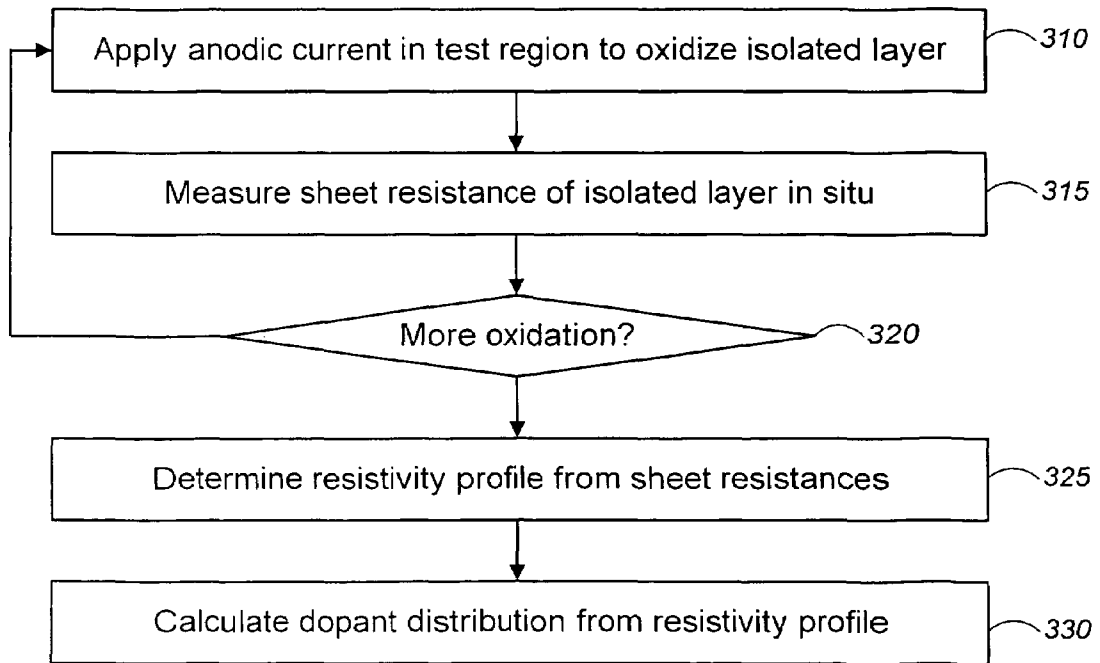 Apply anodic current in test region to oxidize isolated layer
310
Measure sheet resistance of isolated layer in situ
315
More oxidation?
320
Determine resistivity profile from sheet resistances
325
Calculate dopant distribution from resistivity profile
330